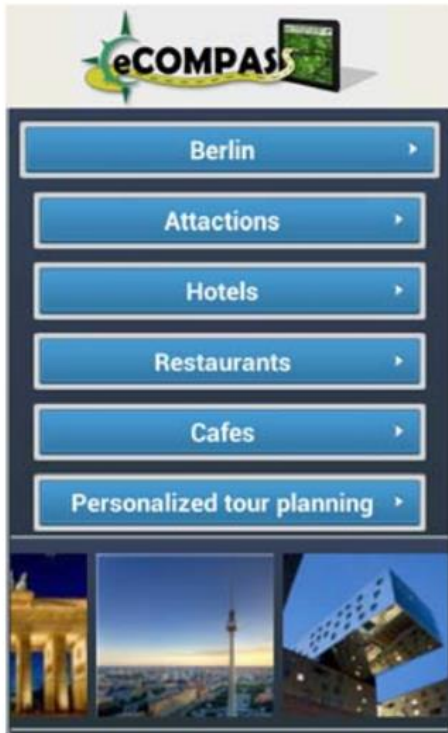 eCOMPASS
Berlin
Attactions
Hotels
Restaurants
Cafes
Personalized tour planning